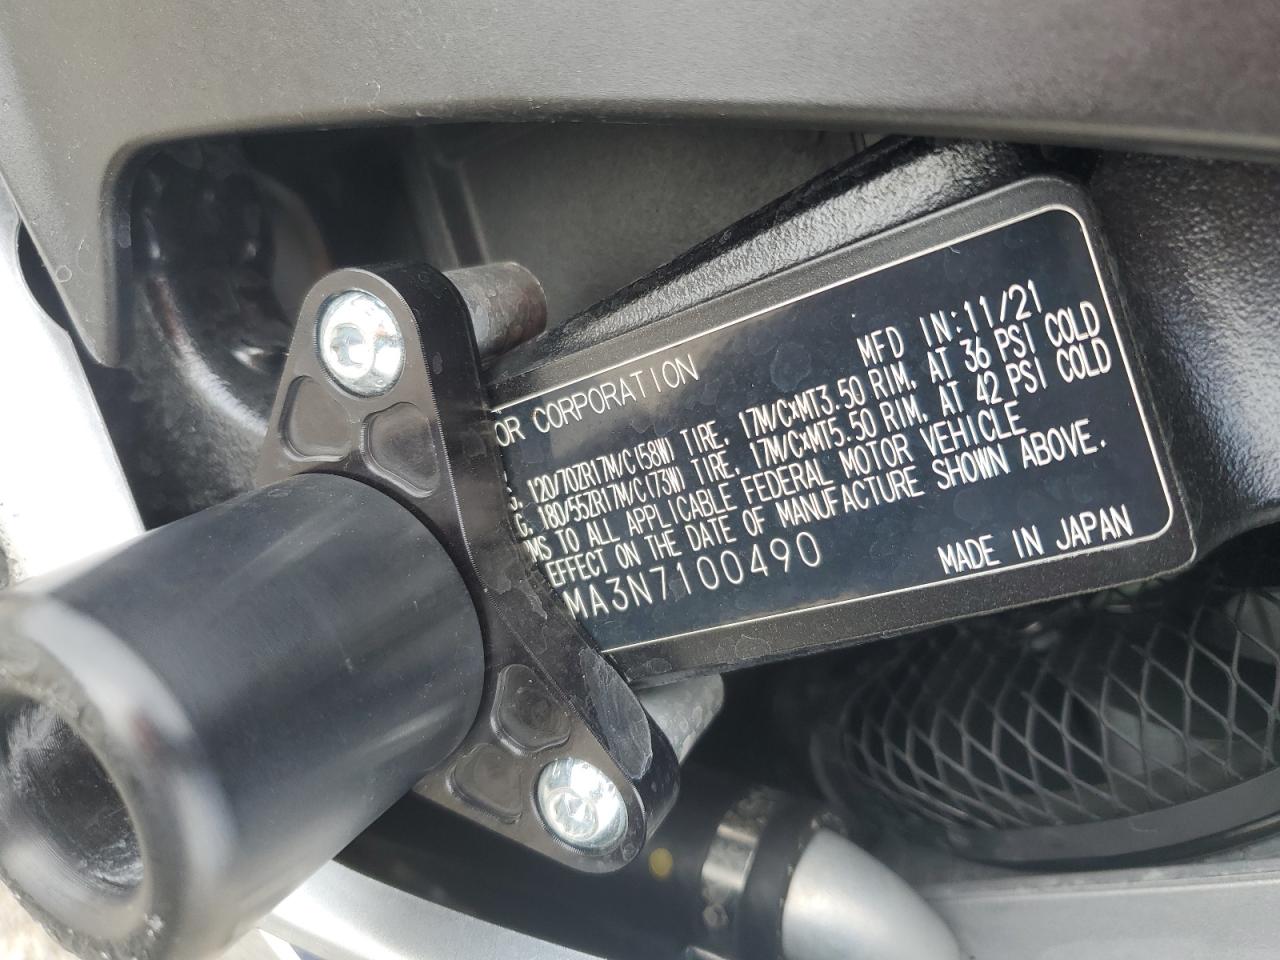 OR CORPORATION
MFD IN:11/21
120/70ZR17M/C(58W) TIRE, 17M/CxMT3.50 RIM, AT 36 PSI COLD
G, 180/55ZR17M/C(73W) TIRE, 17M/CxMT5.50 RIM, AT 42 PSI COLD
MS TO ALL APPLICABLE FEDERAL MOTOR VEHICLE
EFFECT ON THE DATE OF MANUFACTURE SHOWN ABOVE.
MA3N7100490
MADE IN JAPAN